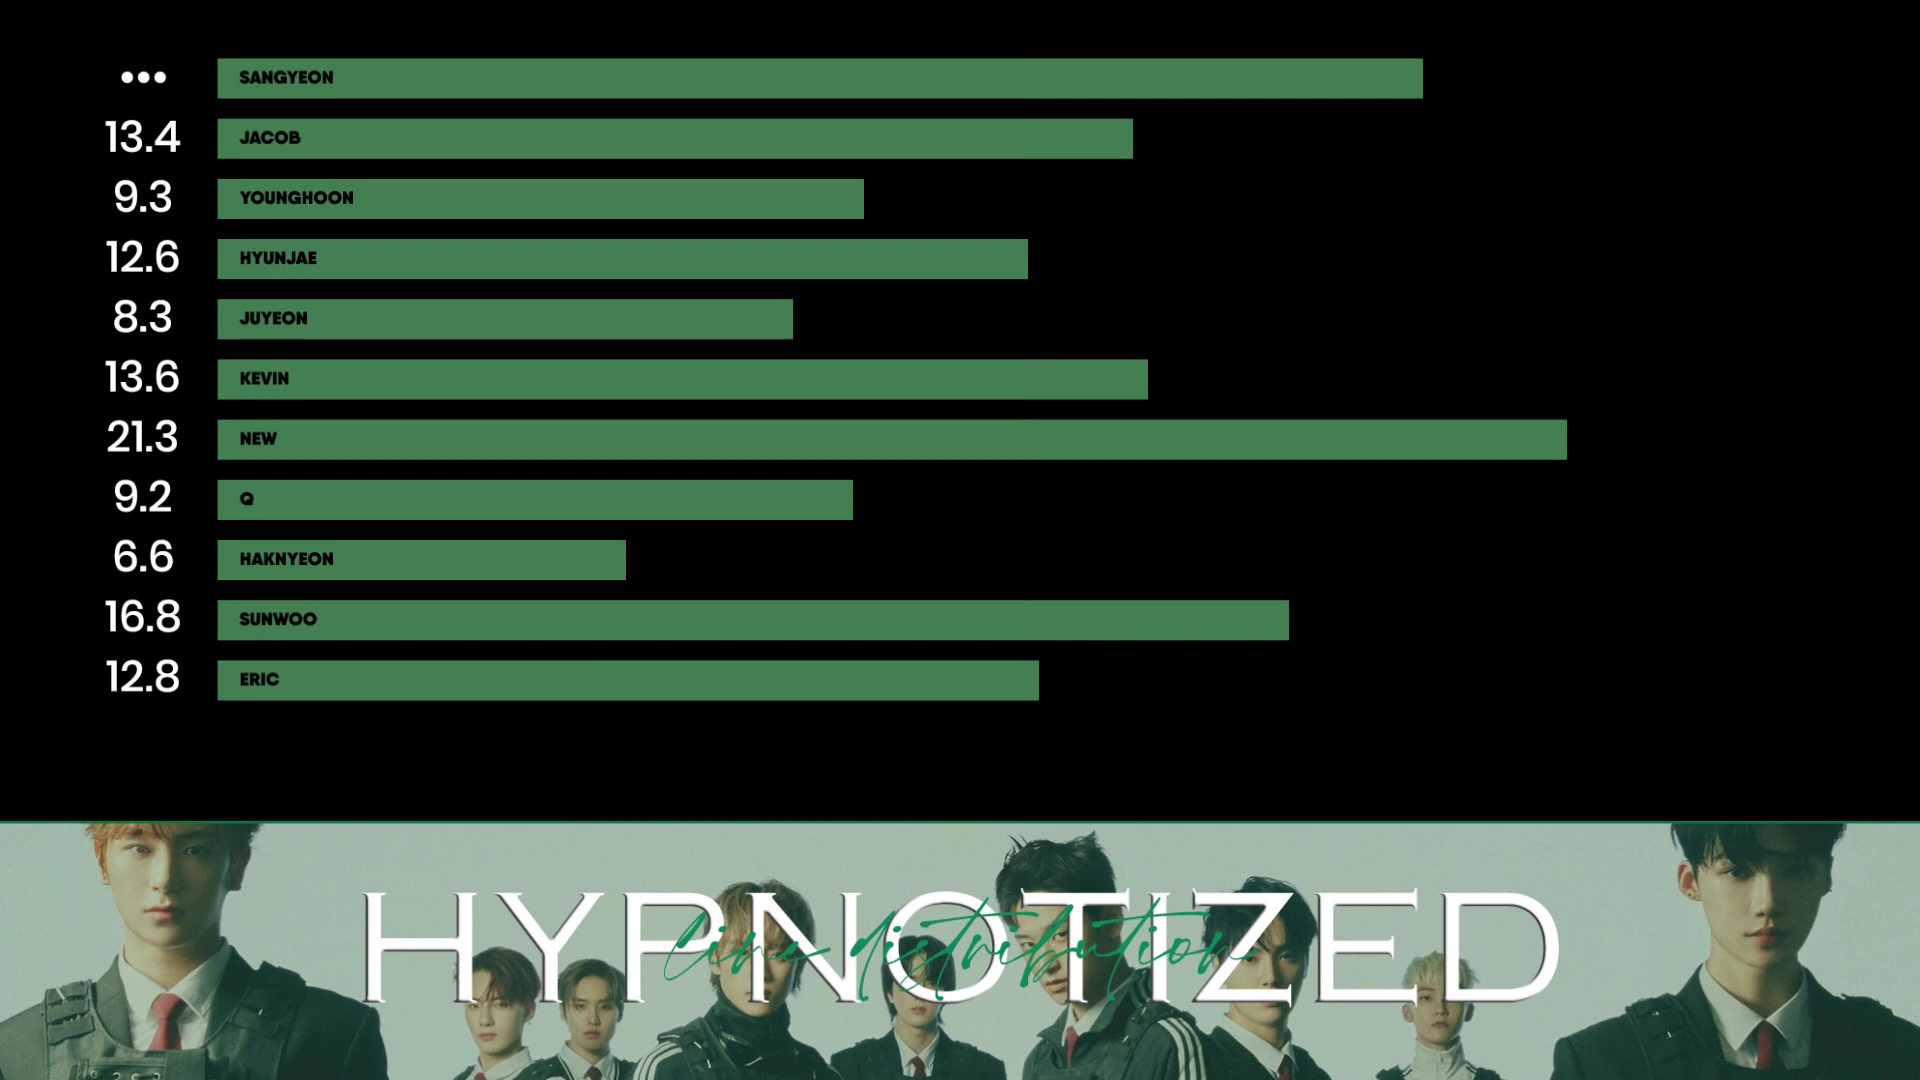 ••• SANGYEON
13.4 JACOB
9.3 YOUNGHOON
12.6 HYUNJAE
8.3 JUYEON
13.6 KEVIN
21.3 NEW
9.2 Q
6.6 HAKNYEON
16.8 SUNWOO
12.8 ERIC
HYPNOTIZED
line distribution